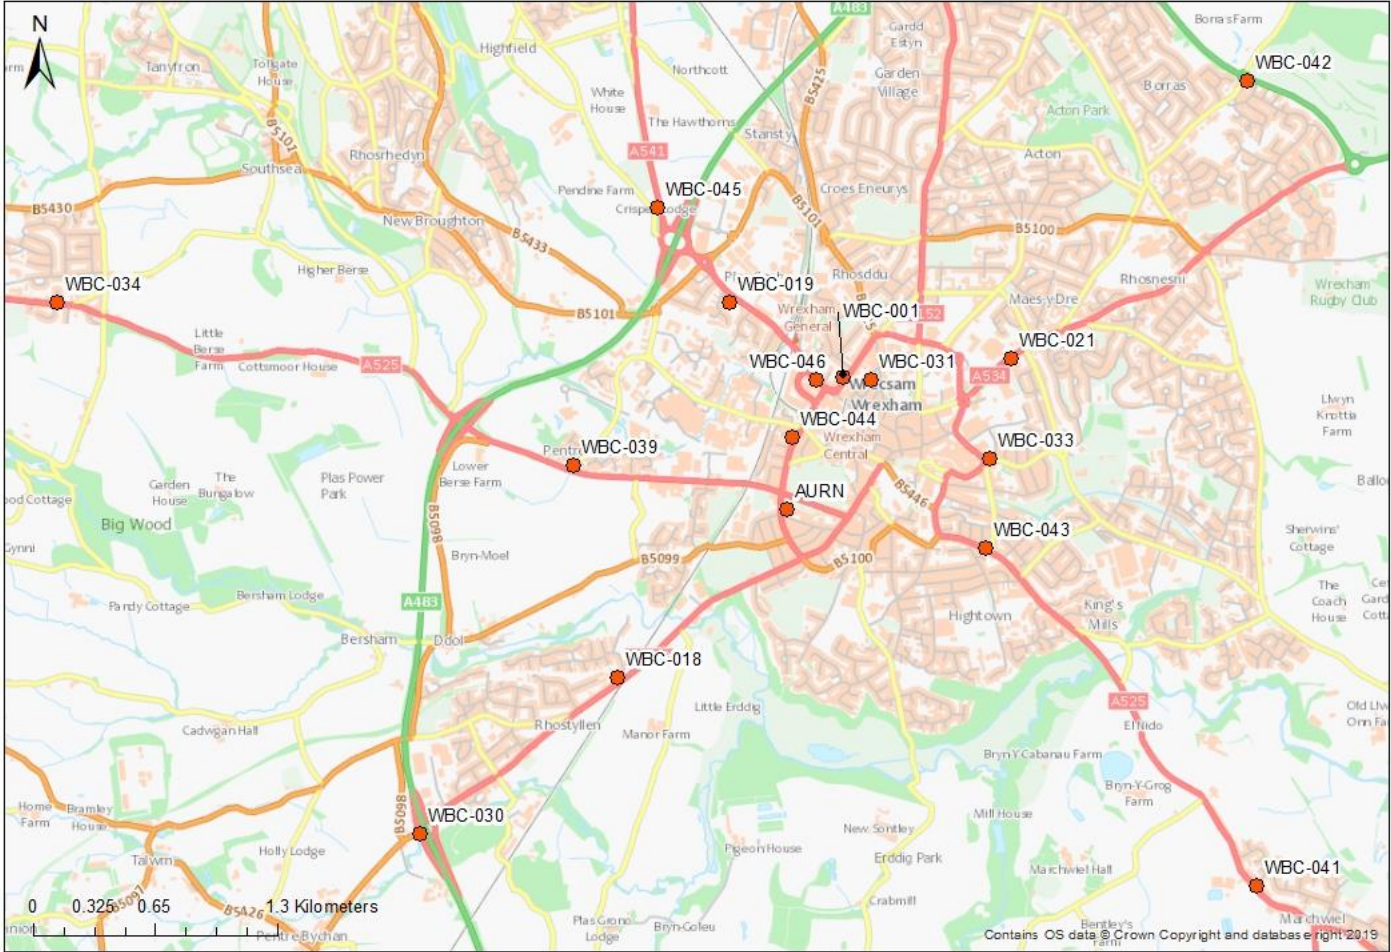 N
A483
Borras Farm
Gardd
Estyn
Highfield
Tanyfron
Tollgate
House
Northcott
WBC-042
B5425
Garden
Village
Borras
White
House
Acton Park
B5101
The Hawthorns
Stansty
Southsea
Rhosrhedyn
A541
Acton
Pendine Farm
WBC-045
Croes Eneurys
B5430
New Broughton
B5101
B5433
B5100
Higher Berse
Rhosddu
Rhosnesni
WBC-034
WBC-019
Wrexham
Rugby Club
Maes-y-Dre
B5101
Wrexham
General
WBC-001
Little
Berse
Farm
Cottsmoor House
A525
WBC-046
WBC-031
WBC-021
A534
Wrecsam
Wrexham
Llwyn
Knottia
Farm
WBC-044
Wrexham
Central
WBC-033
WBC-039
Lower
Berse Farm
The
Bungalow
Garden
House
Plas Power
Park
AURN
B5446
Big Wood
B5098
Sherwins'
Cottage
WBC-043
Bryn-Moel
B5099
B5100
The
Coach
House
Pandy Cottage
Bersham Lodge
A483
Hightown
King's
Mills
Bersham
Ddol
WBC-018
Little Erddig
A525
El Nido
Cadwgan Hall
Rhostyllen
Manor Farm
Bryn-Y-Cabanau Farm
Bryn-Y-Grog
Farm
Home
Farm
Bramley
House
B5098
WBC-030
Mill House
New Sontley
Talwrn
Holly Lodge
Pigeon House
Erddig Park
Marchwiel Hall
WBC-041
0 0.325 0.65 1.3 Kilometers
B5097
B5426
Pentre Bychan
Crabmill
Plas Grono
Lodge
Bryn-Goleu
Bentley's
Farm
Marchwiel
Contains OS data © Crown Copyright and database right 2019